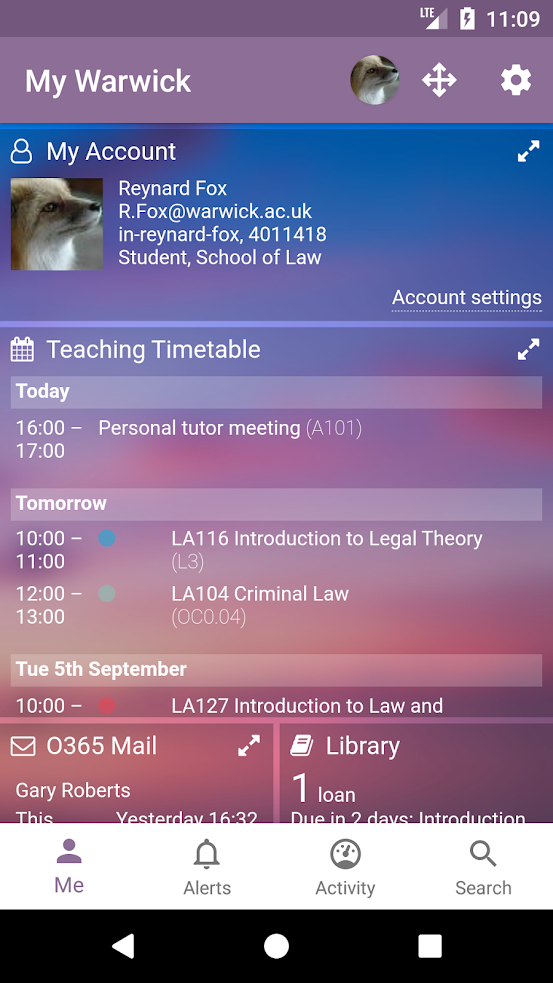 LTE 11:09
My Warwick
My Account
Reynard Fox
R.Fox@warwick.ac.uk
in-reynard-fox, 4011418
Student, School of Law
Account settings
Teaching Timetable
Today
16:00 – Personal tutor meeting (A101)
17:00
Tomorrow
10:00 – LA116 Introduction to Legal Theory
11:00 (L3)
12:00 – LA104 Criminal Law
13:00 (OC0.04)
Tue 5th September
10:00 – LA127 Introduction to Law and
O365 Mail
Gary Roberts
This Yesterday 16:32
Library
1 loan
Due in 2 days: Introduction
Me
Alerts
Activity
Search